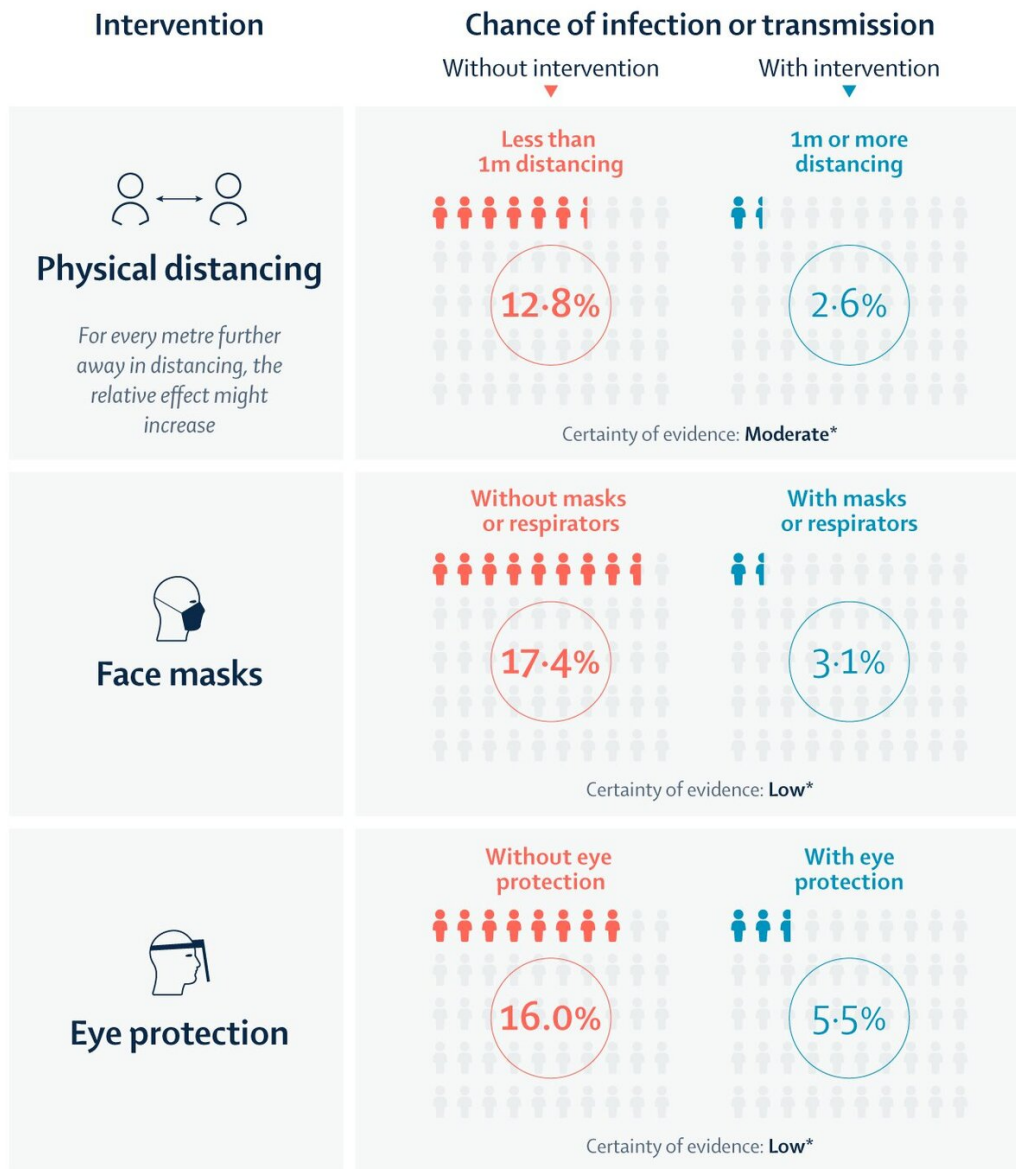 Intervention
Chance of infection or transmission
Without intervention
With intervention
Physical distancing
For every metre further
away in distancing, the
relative effect might
increase
Less than
1m distancing
12·8%
1m or more
distancing
2·6%
Certainty of evidence: Moderate*
Face masks
Without masks
or respirators
17·4%
With masks
or respirators
3·1%
Certainty of evidence: Low*
Eye protection
Without eye
protection
16.0%
With eye
protection
5·5%
Certainty of evidence: Low*